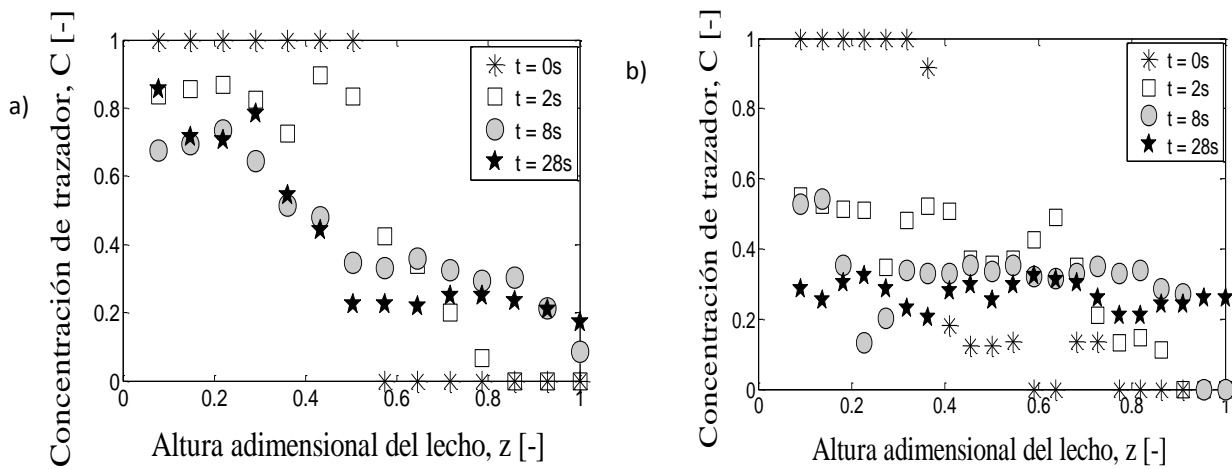 a)
Concentración de trazador, C [-]
1
0.8
0.6
0.4
0.2
0
0
0.2
0.4
0.6
0.8
1
Altura adimensional del lecho, z [-]
t = 0s
t = 2s
t = 8s
t = 28s
b)
Concentración de trazador, C [-]
1
0.8
0.6
0.4
0.2
0
0
0.2
0.4
0.6
0.8
1
Altura adimensional del lecho, z [-]
t = 0s
t = 2s
t = 8s
t = 28s